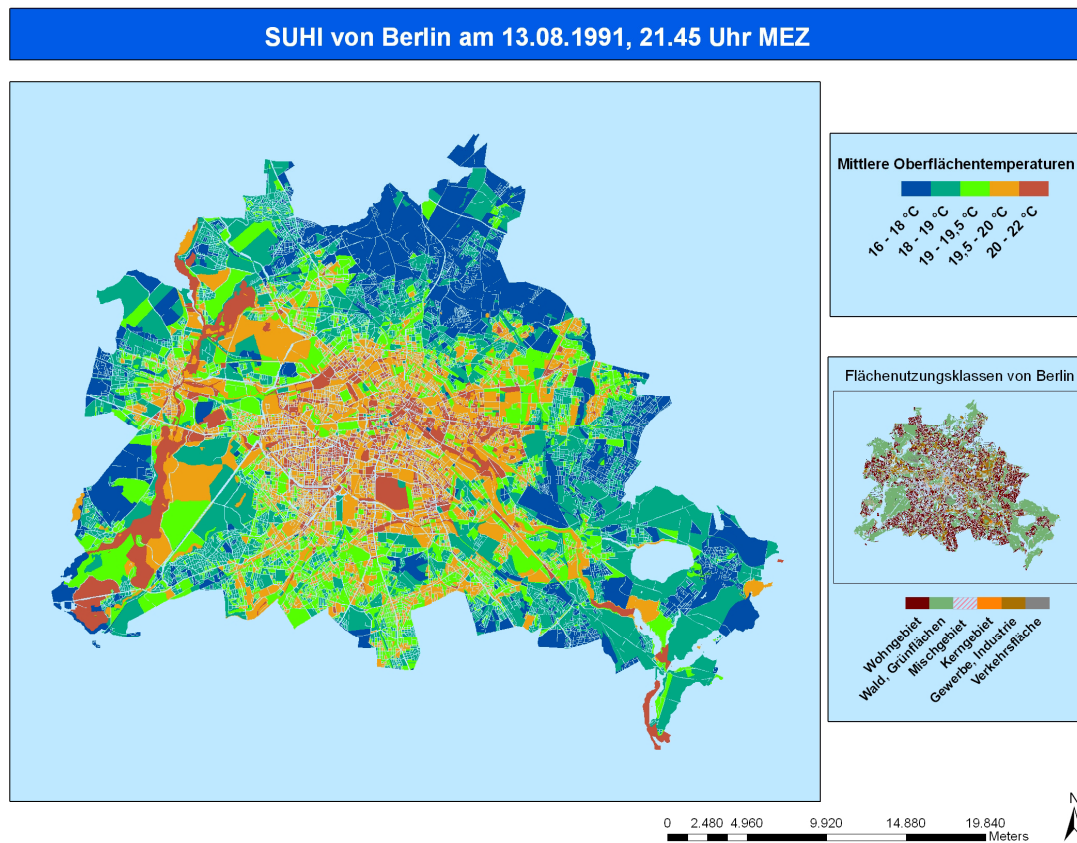 SUHI von Berlin am 13.08.1991, 21.45 Uhr MEZ
Mittlere Oberflächentemperaturen
16 - 18 °C
18 - 19 °C
19 - 19,5 °C
19,5 - 20 °C
20 - 22 °C
Flächenutzungsklassen von Berlin
Wohngebiet
Wald, Grünflächen
Mischgebiet
Kerngebiet
Gewerbe, Industrie
Verkehrsfläche
N
0 2.480 4.960 9.920 14.880 19.840
Meters